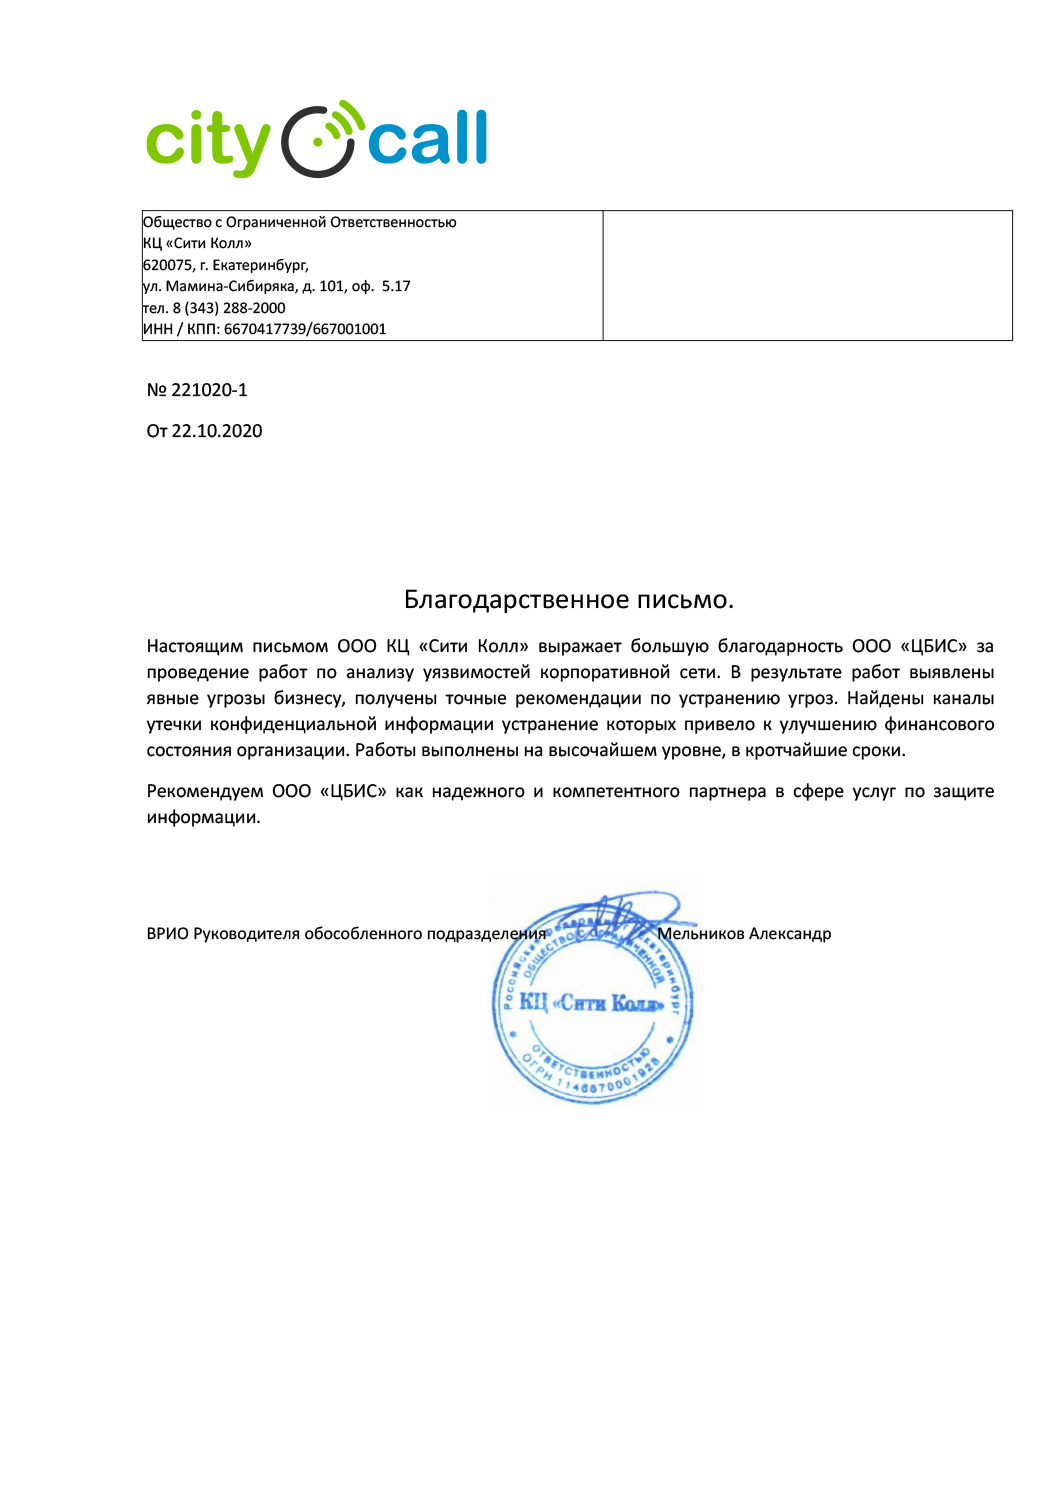 city call
Общество с Ограниченной Ответственностью
КЦ «Сити Колл»
620075, г. Екатеринбург,
ул. Мамина-Сибиряка, д. 101, оф. 5.17
тел. 8 (343) 288-2000
ИНН / КПП: 6670417739/667001001
№ 221020-1
От 22.10.2020
Благодарственное письмо.
Настоящим письмом ООО КЦ «Сити Колл» выражает большую благодарность ООО «ЦБИС» за
проведение работ по анализу уязвимостей корпоративной сети. В результате работ выявлены
явные угрозы бизнесу, получены точные рекомендации по устранению угроз. Найдены каналы
утечки конфиденциальной информации устранение которых привело к улучшению финансового
состояния организации. Работы выполнены на высочайшем уровне, в кротчайшие сроки.
Рекомендуем ООО «ЦБИС» как надежного и компетентного партнера в сфере услуг по защите
информации.
ВРИО Руководителя обособленного подразделения Мельников Александр
Российская Федерация г. Екатеринбург
ОБЩЕСТВО С ОГРАНИЧЕННОЙ
КЦ «Сити Колл»
ОТВЕТСТВЕННОСТЬЮ
ОГРН 1146670001928